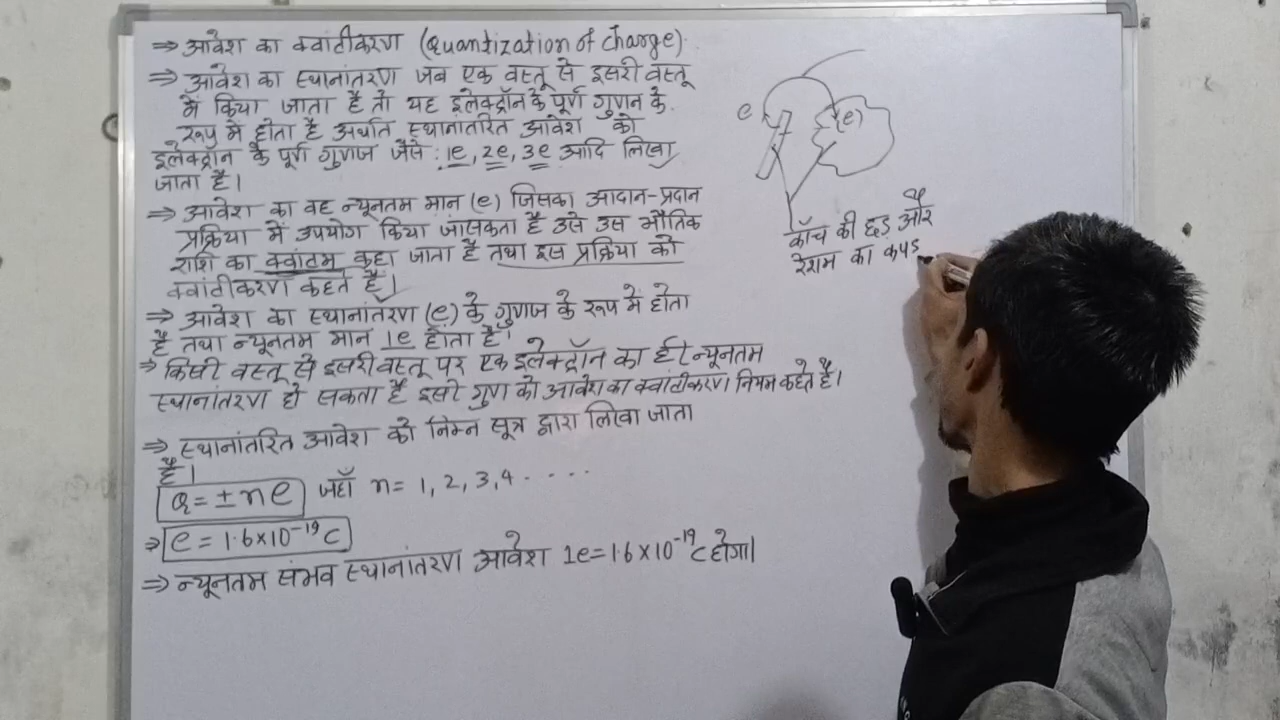 ⇒ आवेश का क्वांटीकरण (Quantization of charge)
⇒ आवेश का स्थानांतरण जब एक वस्तू से इसरी वस्तू
में किया जाता है तो यह इलेक्ट्रॉन के पूर्ण गुणन के
रूप में होता है अर्थात स्थानांतरित आवेश को
इलेक्ट्रॉन के पूर्ण गुणज जैसे : 1e, 2e, 3e आदि लिखा
जाता है।
⇒ आवेश का वह न्यूनतम मान (e) जिसका आदान-प्रदान
प्रक्रिया में उपयोग किया जासकता है उसे उस भौतिक
राशि का क्वांटम कहा जाता है तथा इस प्रक्रिया को
क्वांटीकरण कहते हैं।
⇒ आवेश का स्थानांतरण (e) के गुणज के रूप में होता
है तथा न्यूनतम मान 1e होता है।
⇒ किसी वस्तू से इसरी वस्तू पर एक इलेक्ट्रॉन का ही न्यूनतम
स्थानांतरण हो सकता है इसी गुण को आवेश का क्वांटीकरण नियम कहते है।
⇒ स्थानांतरित आवेश को निम्न सूत्र द्वारा लिखा जाता
है।
Q = ± ne जहाँ n = 1, 2, 3, 4 . . . .
⇒ e = 1.6 × 10⁻¹⁹ C
⇒ न्यूनतम संभव स्थानांतरण आवेश 1e = 1.6 × 10⁻¹⁹ C होगा।
e (e)
काँच की छड़ और
रेशम का कपड